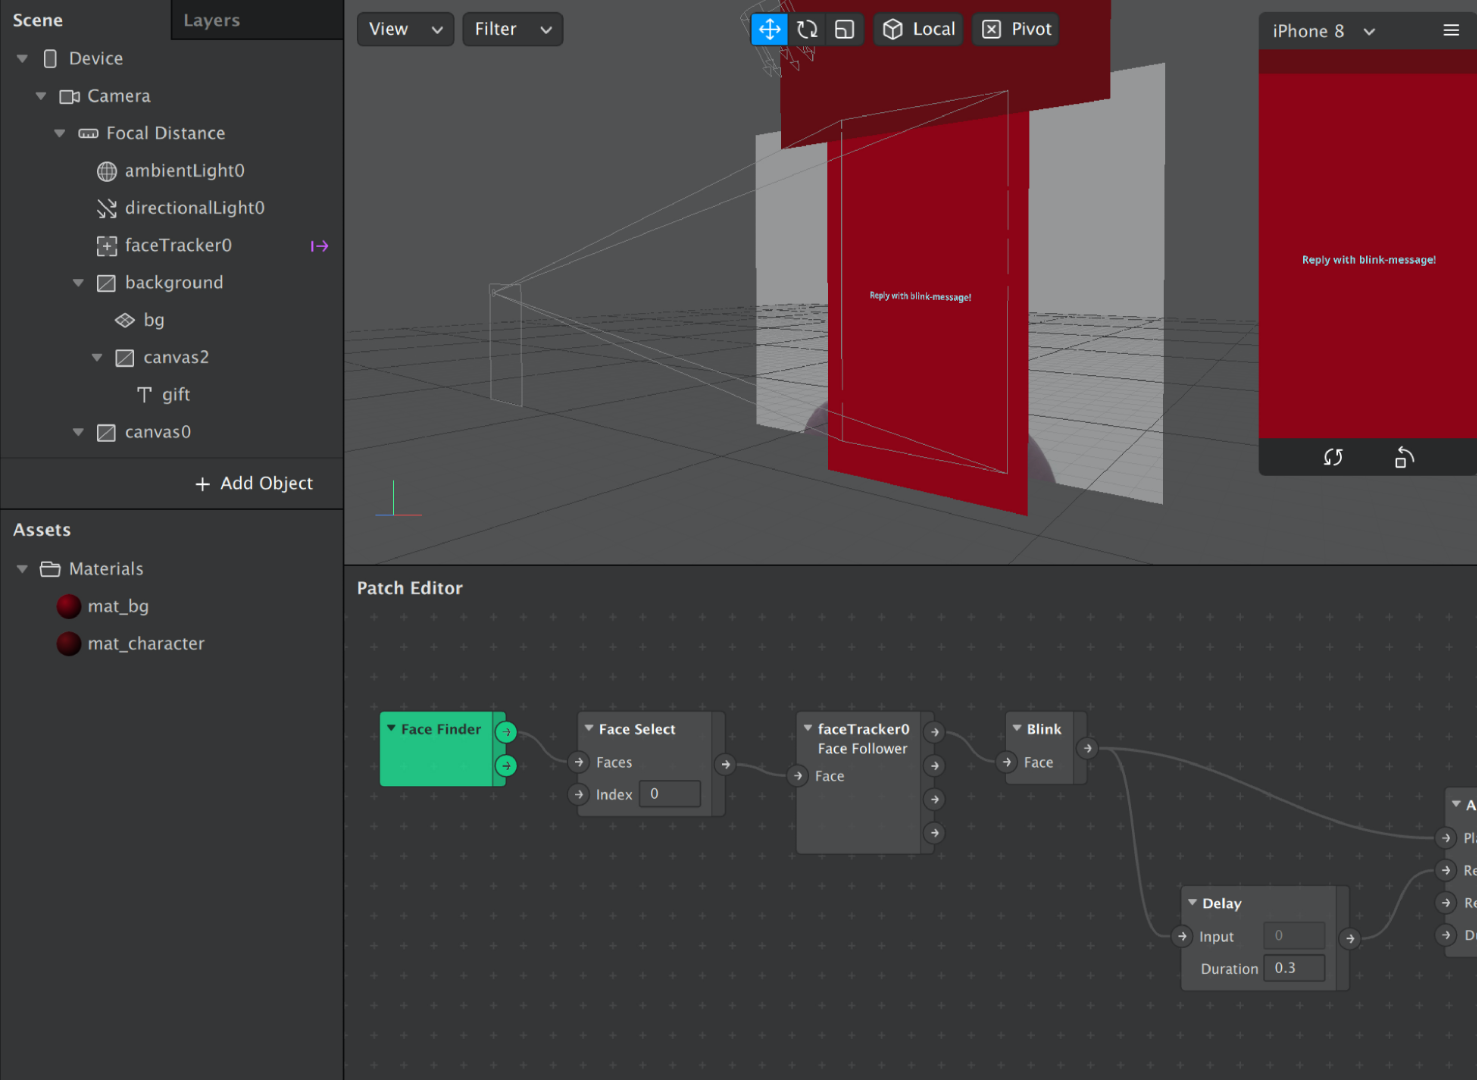 Scene
Layers
Device
Camera
Focal Distance
ambientLight0
directionalLight0
faceTracker0
background
bg
canvas2
gift
canvas0
+ Add Object
Assets
Materials
mat_bg
mat_character
View
Filter
Local
Pivot
Reply with blink-message!
iPhone 8
Reply with blink-message!
Patch Editor
Face Finder
Face Select
Faces
Index 0
faceTracker0
Face Follower
Face
Blink
Face
Delay
Input 0
Duration 0.3
A
Pl
Re
Re